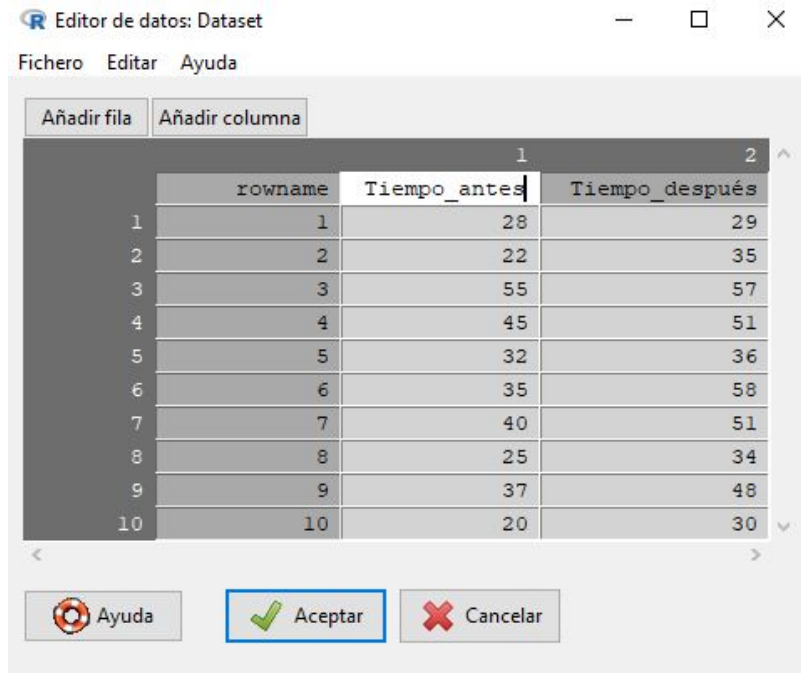 Editor de datos: Dataset
Fichero Editar Ayuda
Añadir fila Añadir columna
1 2
rowname Tiempo_antes Tiempo_después
1 1 28 29
2 2 22 35
3 3 55 57
4 4 45 51
5 5 32 36
6 6 35 58
7 7 40 51
8 8 25 34
9 9 37 48
10 10 20 30
Ayuda Aceptar Cancelar